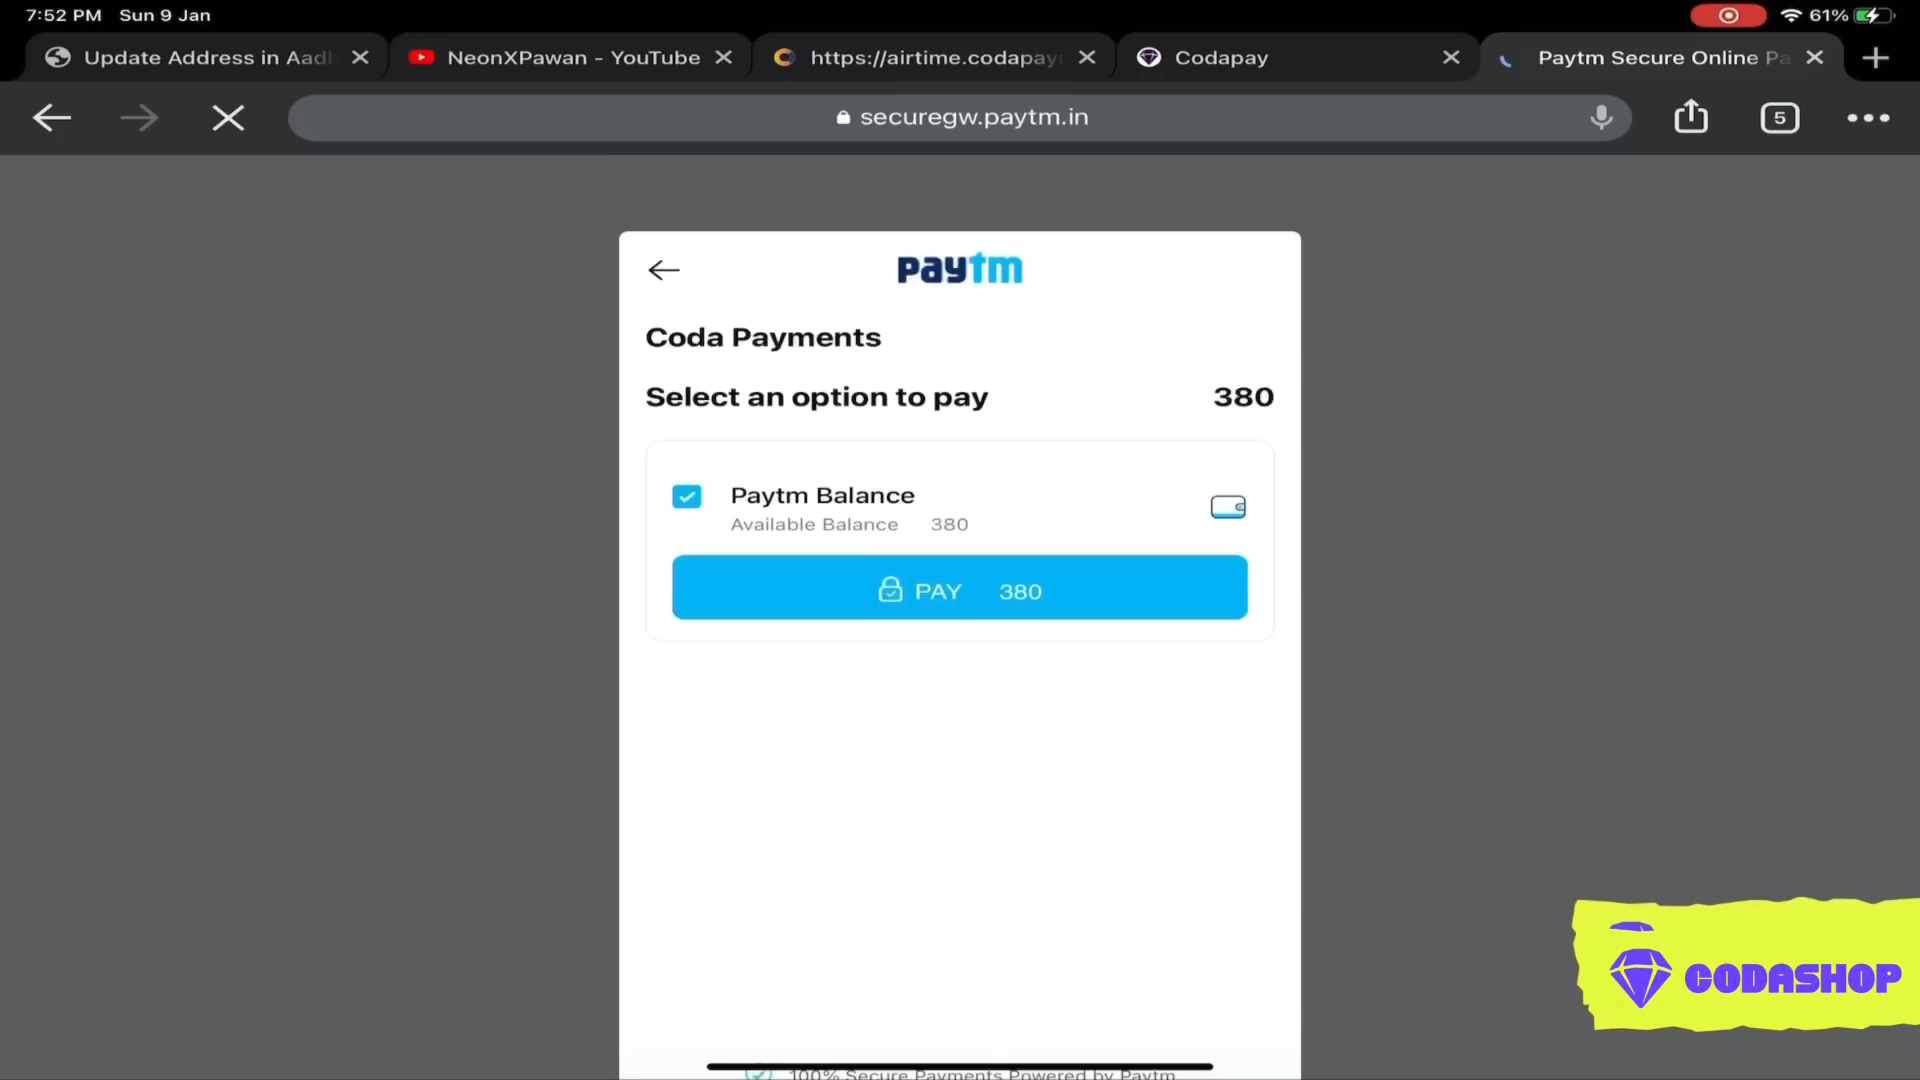 7:52 PM Sun 9 Jan
61%
Update Address in Aadh
NeonXPawan - YouTube
https://airtime.codapay
Codapay
Paytm Secure Online Pa
securegw.paytm.in
5
paytm
Coda Payments
Select an option to pay 380
Paytm Balance
Available Balance 380
PAY 380
100% Secure Payments Powered by Paytm
CODASHOP